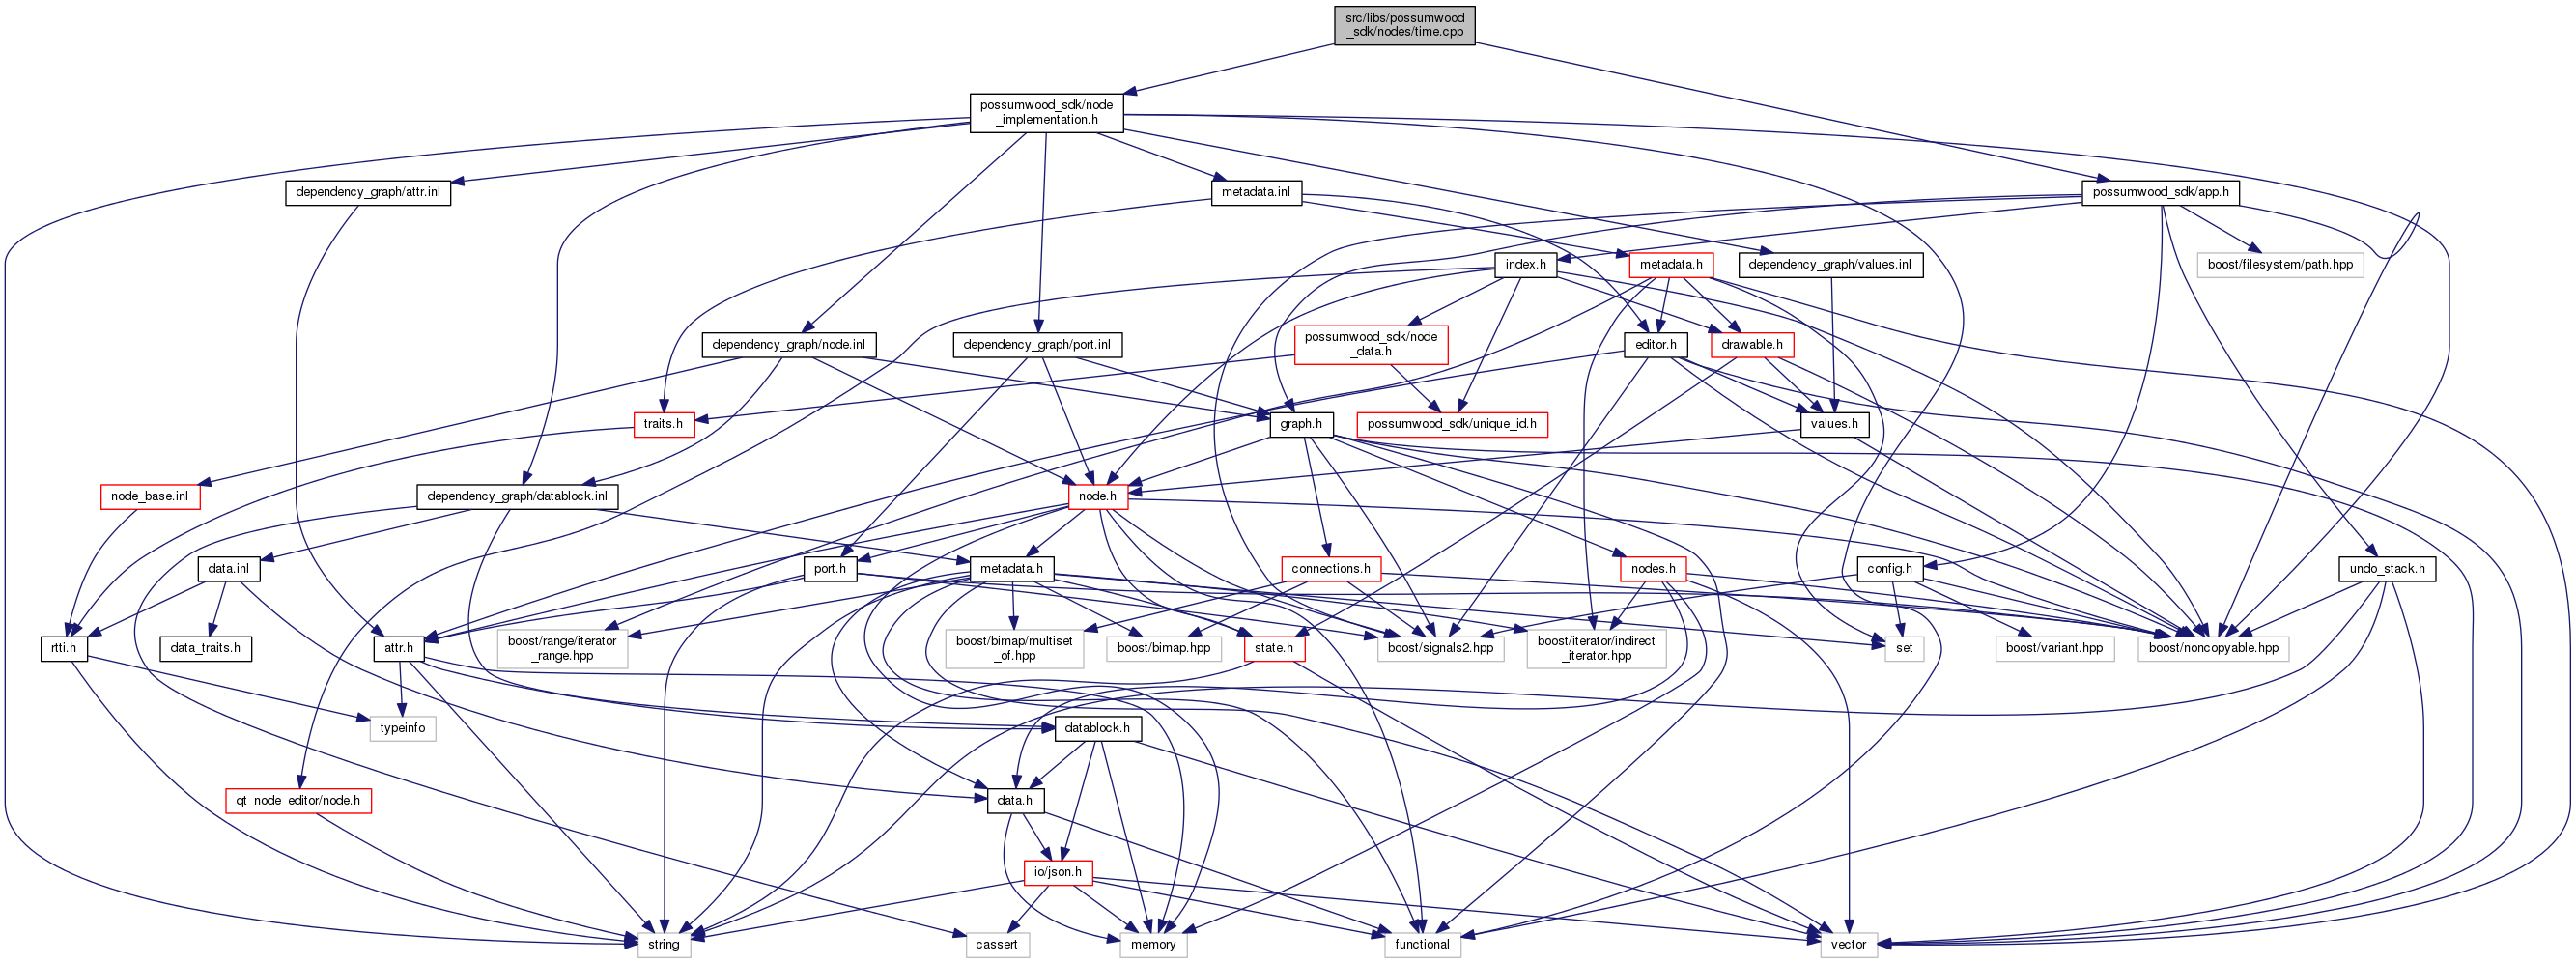 src/libs/possumwood
_sdk/nodes/time.cpp
possumwood_sdk/node
_implementation.h
dependency_graph/attr.inl
metadata.inl
possumwood_sdk/app.h
index.h
metadata.h
dependency_graph/values.inl
boost/filesystem/path.hpp
dependency_graph/node.inl
dependency_graph/port.inl
possumwood_sdk/node
_data.h
editor.h
drawable.h
traits.h
graph.h
possumwood_sdk/unique_id.h
values.h
node_base.inl
dependency_graph/datablock.inl
node.h
data.inl
port.h
metadata.h
connections.h
nodes.h
config.h
undo_stack.h
rtti.h
data_traits.h
attr.h
boost/range/iterator
_range.hpp
boost/bimap/multiset
_of.hpp
boost/bimap.hpp
state.h
boost/signals2.hpp
boost/iterator/indirect
_iterator.hpp
set
boost/variant.hpp
boost/noncopyable.hpp
typeinfo
datablock.h
qt_node_editor/node.h
data.h
io/json.h
string
cassert
memory
functional
vector